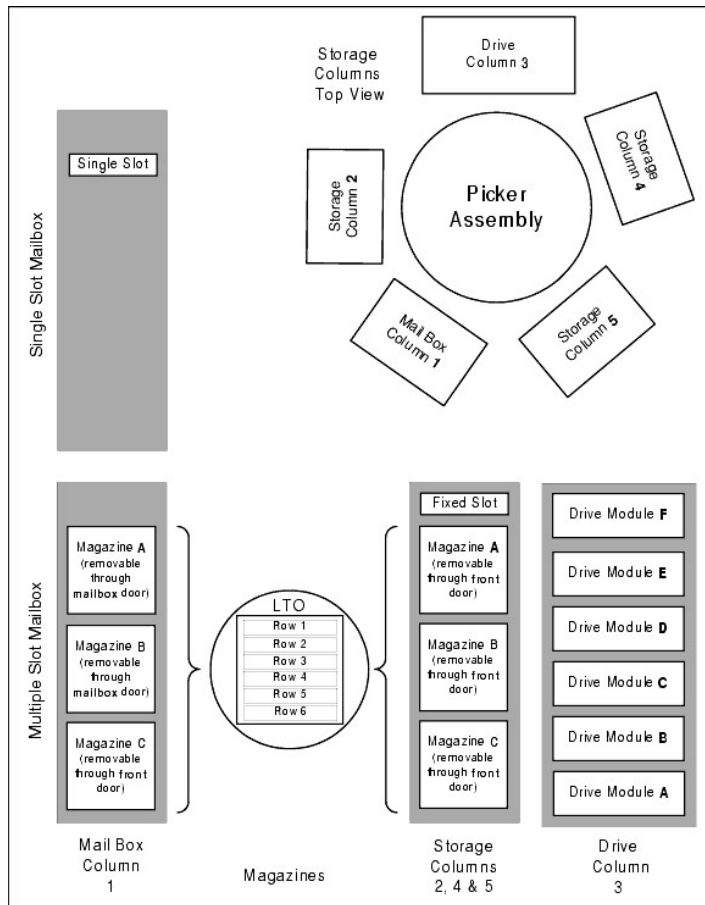 Storage
Columns
Top View
Drive
Column 3
Storage
Column 4
Storage
Column 2
Picker
Assembly
Mail Box
Column 1
Storage
Column 5
Single Slot Mailbox
Single Slot
Multiple Slot Mailbox
Magazine A
(removable
through
mailbox door)
Magazine B
(removable
through
mailbox door)
Magazine C
(removable
through front
door)
LTO
Row 1
Row 2
Row 3
Row 4
Row 5
Row 6
Fixed Slot
Magazine A
(removable
through front
door)
Magazine B
(removable
through front
door)
Magazine C
(removable
through front
door)
Drive Module F
Drive Module E
Drive Module D
Drive Module C
Drive Module B
Drive Module A
Mail Box
Column
1
Magazines
Storage
Columns
2, 4 & 5
Drive
Column
3